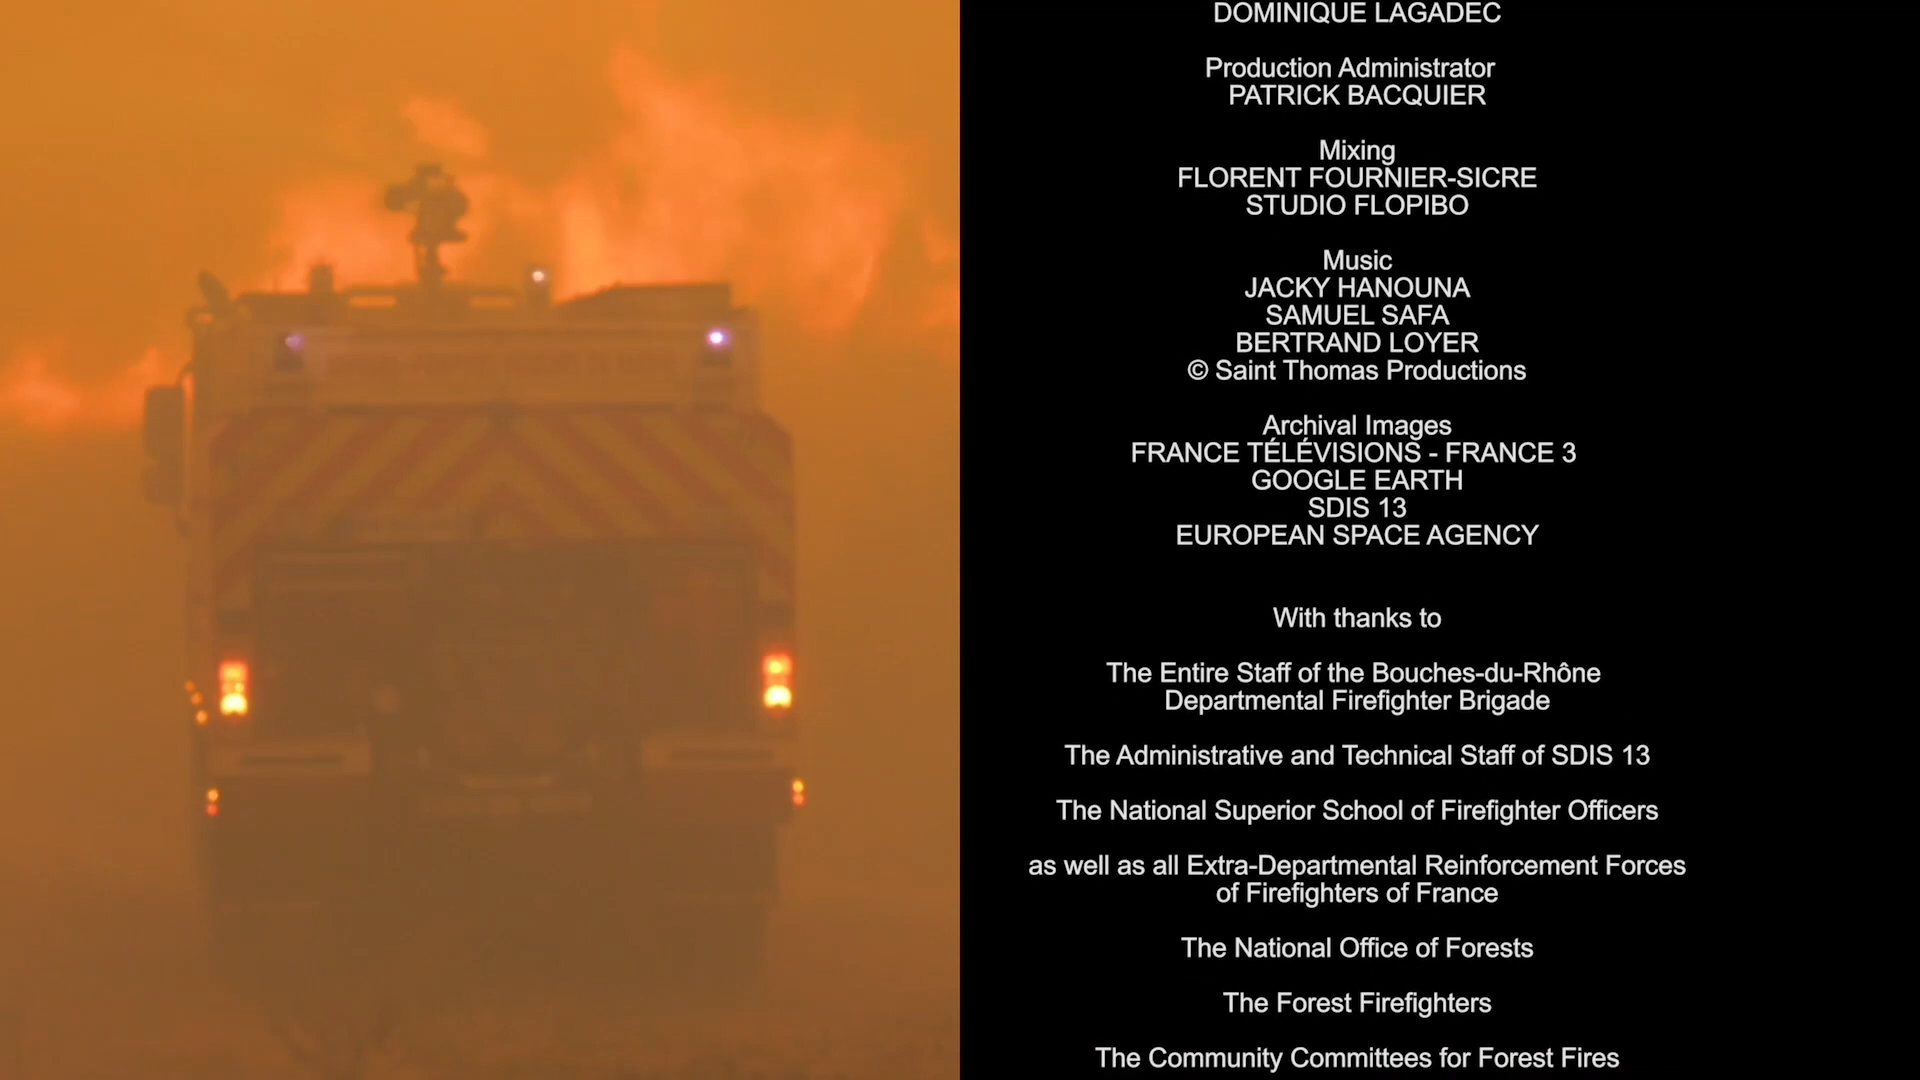 DOMINIQUE LAGADEC
Production Administrator
PATRICK BACQUIER
Mixing
FLORENT FOURNIER-SICRE
STUDIO FLOPIBO
Music
JACKY HANOUNA
SAMUEL SAFA
BERTRAND LOYER
© Saint Thomas Productions
Archival Images
FRANCE TÉLÉVISIONS - FRANCE 3
GOOGLE EARTH
SDIS 13
EUROPEAN SPACE AGENCY
With thanks to
The Entire Staff of the Bouches-du-Rhône
Departmental Firefighter Brigade
The Administrative and Technical Staff of SDIS 13
The National Superior School of Firefighter Officers
as well as all Extra-Departmental Reinforcement Forces
of Firefighters of France
The National Office of Forests
The Forest Firefighters
The Community Committees for Forest Fires